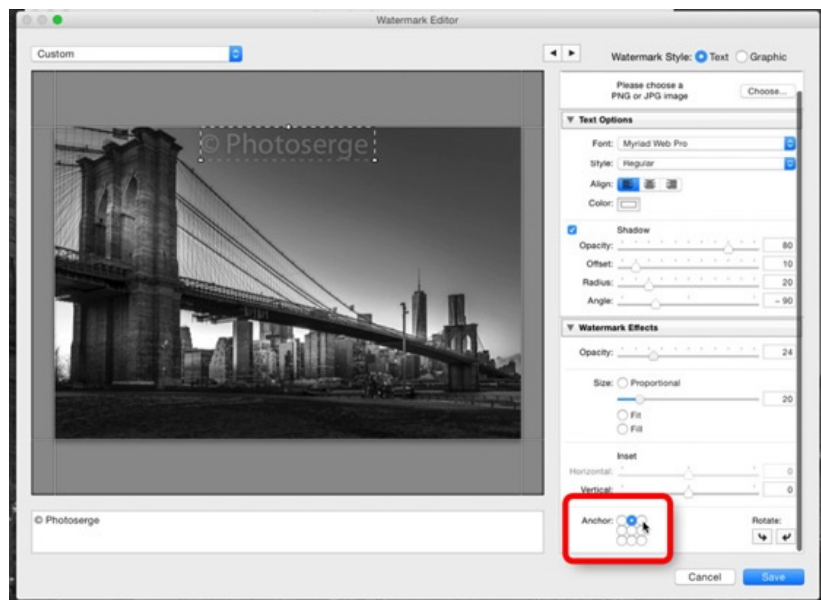 Watermark Editor
Custom
Watermark Style: Text Graphic
Please choose a
PNG or JPG image
Choose...
Text Options
© Photoserge
Font: Myriad Web Pro
Style: Regular
Align:
Color:
Shadow
Opacity: 80
Offset: 10
Radius: 20
Angle: - 90
Watermark Effects
Opacity: 24
Size: Proportional
20
Fit
Fill
Inset
Horizontal: 0
Vertical: 0
© Photoserge
Anchor:
Rotate:
Cancel Save